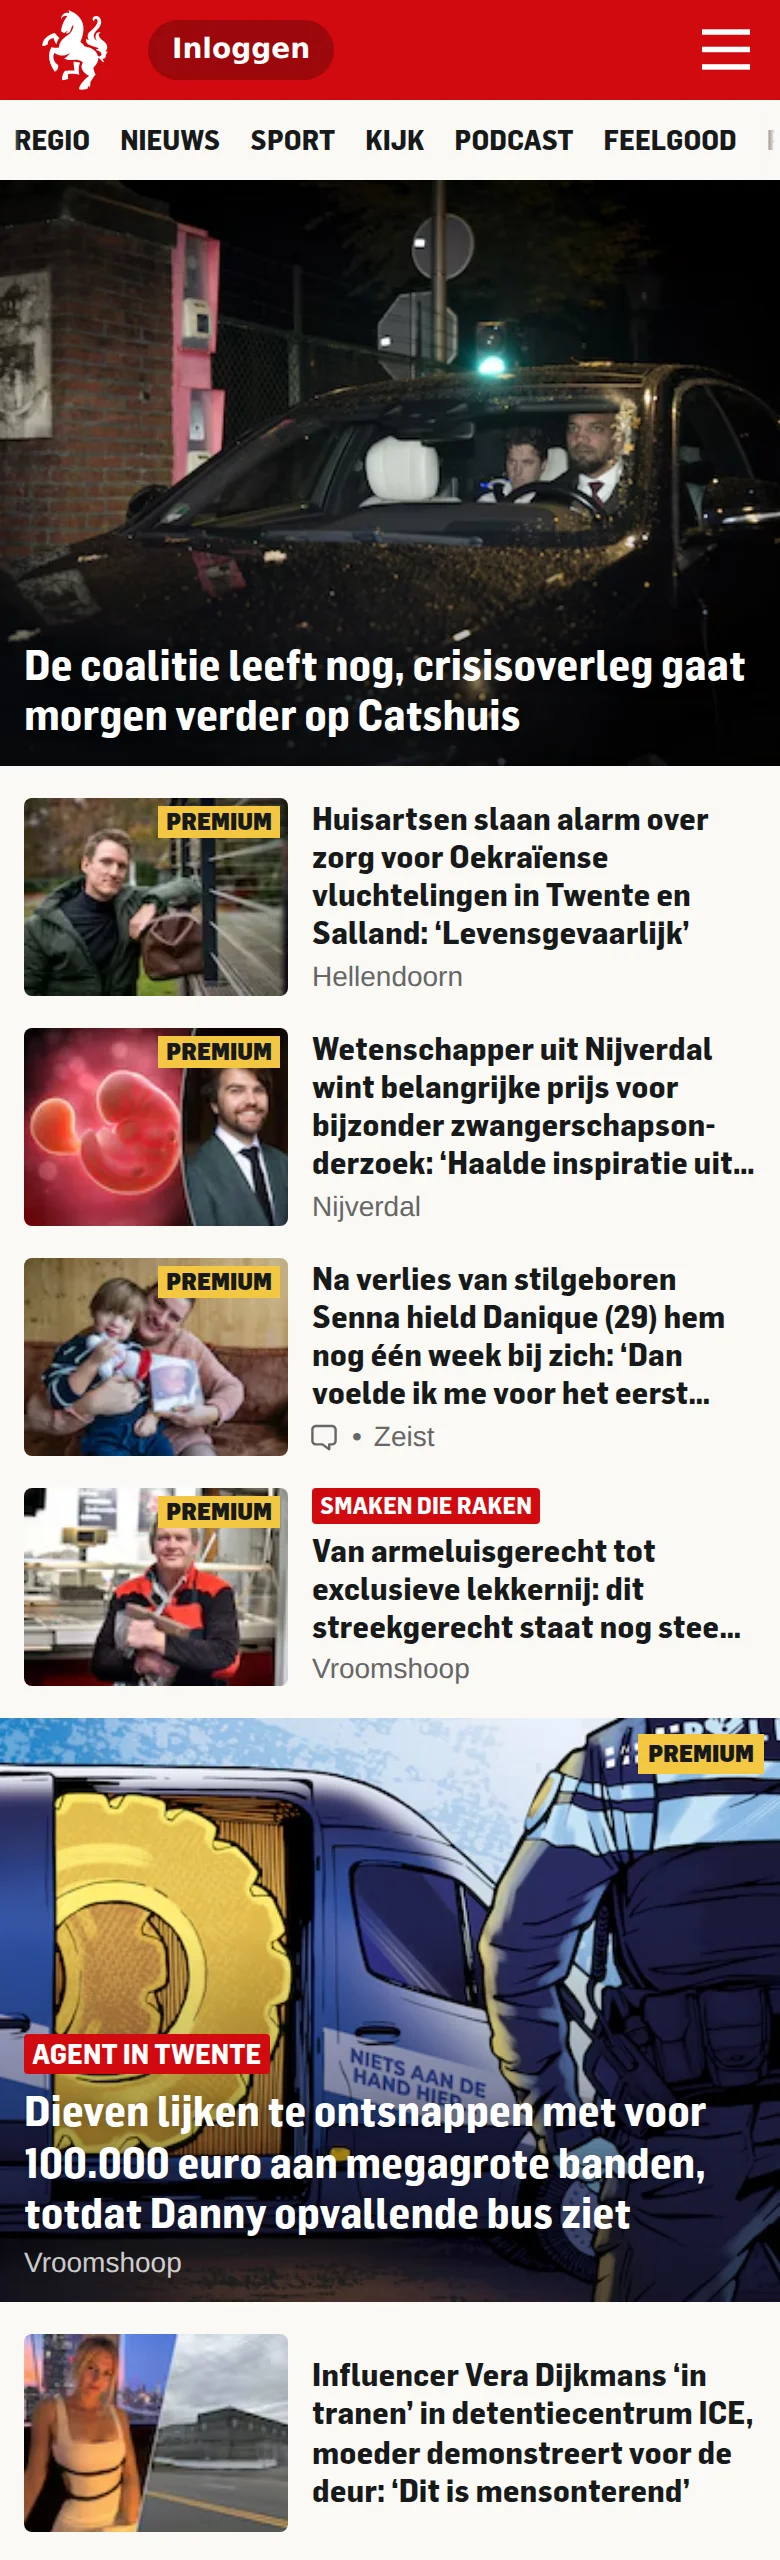 Inloggen
REGIO NIEUWS SPORT KIJK PODCAST FEELGOOD
De coalitie leeft nog, crisisoverleg gaat
morgen verder op Catshuis
PREMIUM
Huisartsen slaan alarm over
zorg voor Oekraïense
vluchtelingen in Twente en
Salland: ‘Levensgevaarlijk’
Hellendoorn
PREMIUM
Wetenschapper uit Nijverdal
wint belangrijke prijs voor
bijzonder zwangerschapson-
derzoek: ‘Haalde inspiratie uit...
Nijverdal
PREMIUM
Na verlies van stilgeboren
Senna hield Danique (29) hem
nog één week bij zich: ‘Dan
voelde ik me voor het eerst...
• Zeist
PREMIUM
SMAKEN DIE RAKEN
Van armeluisgerecht tot
exclusieve lekkernij: dit
streekgerecht staat nog stee...
Vroomshoop
PREMIUM
NIETS AAN DE
HAND HIER
AGENT IN TWENTE
Dieven lijken te ontsnappen met voor
100.000 euro aan megagrote banden,
totdat Danny opvallende bus ziet
Vroomshoop
Influencer Vera Dijkmans ‘in
tranen’ in detentiecentrum ICE,
moeder demonstreert voor de
deur: ‘Dit is mensonterend’